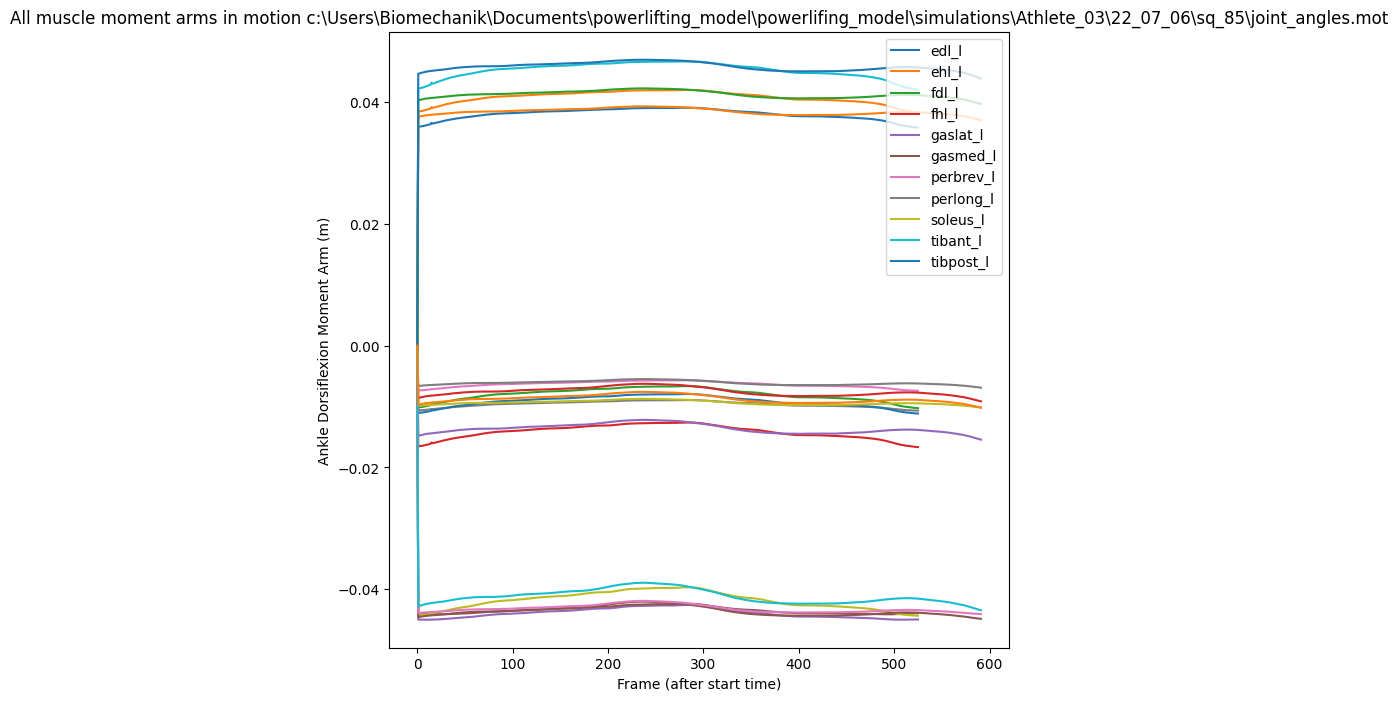 All muscle moment arms in motion c:\Users\Biomechanik\Documents\powerlifting_model\powerlifing_model\simulations\Athlete_03\22_07_06\sq_85\joint_angles.mot
edl_l
ehl_l
fdl_l
fhl_l
gaslat_l
gasmed_l
perbrev_l
perlong_l
soleus_l
tibant_l
tibpost_l
Ankle Dorsiflexion Moment Arm (m)
0.04
0.02
0.00
−0.02
−0.04
0
100
200
300
400
500
600
Frame (after start time)